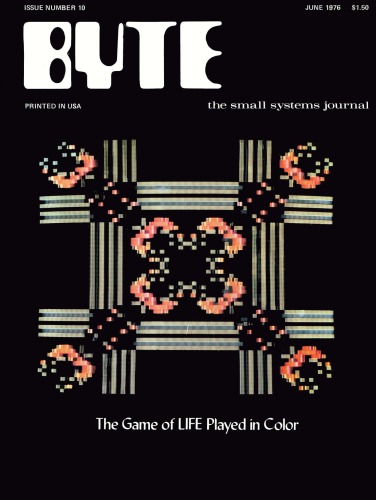 ISSUE NUMBER 10
JUNE 1976 $1.50
BYTE
PRINTED IN USA
the small systems journal
The Game of LIFE Played in Color